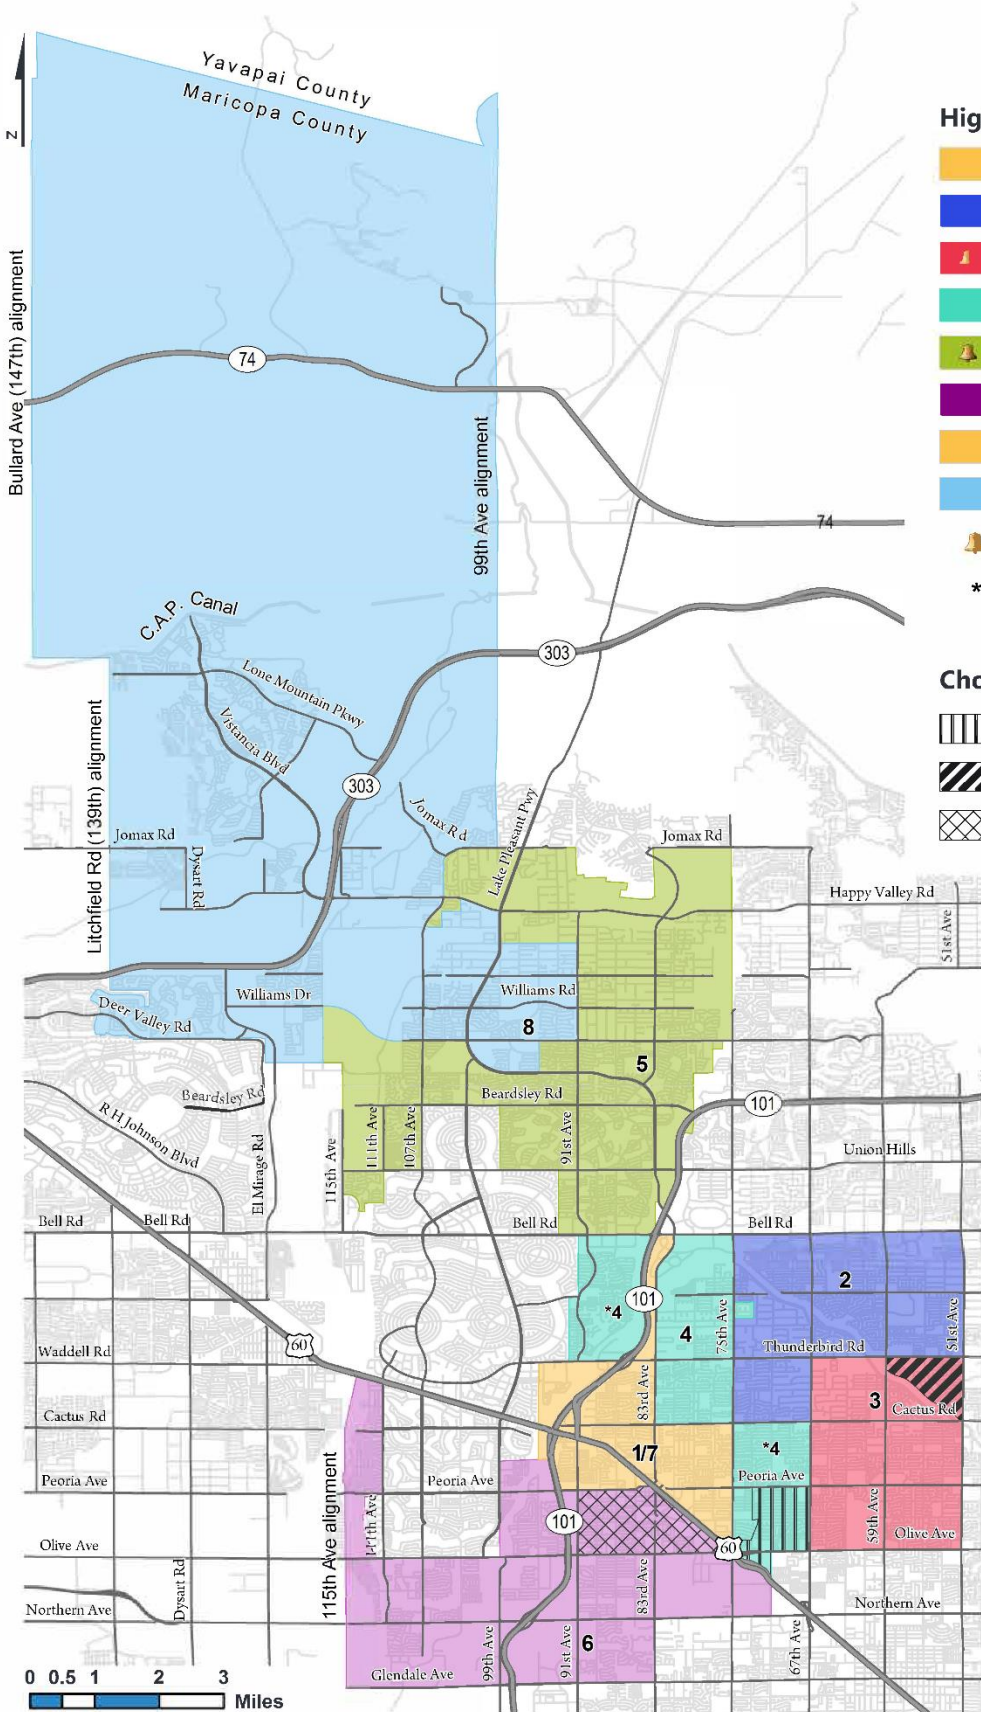 Yavapai County
Maricopa County
Z
Hig
Bullard Ave (147th) alignment
74
99th Ave alignment
74
*
C.A.P. Canal
303
Lone Mountain Pkwy
Cho
Litchfield Rd (139th) alignment
Vistancia Blvd
303
Jomax Rd
Lake Pleasant Pwy
Jomax Rd
Jomax Rd
Dysart Rd
Happy Valley Rd
51st Ave
Williams Dr
Williams Rd
Deer Valley Rd
8
5
Beardsley Rd
Beardsley Rd
101
R H Johnson Blvd
El Mirage Rd
115th Ave
111th Ave
107th Ave
91st Ave
Union Hills
Bell Rd
Bell Rd
Bell Rd
Bell Rd
2
*4
101
4
75th Ave
51st Ave
60
Waddell Rd
Thunderbird Rd
83rd Ave
3
Cactus Rd
Cactus Rd
1/7
*4
Peoria Ave
Peoria Ave
Peoria Ave
115th Ave alignment
111th Ave
101
59th Ave
Olive Ave
Olive Ave
60
Dysart Rd
83rd Ave
Northern Ave
Northern Ave
99th Ave
91st Ave
6
67th Ave
Glendale Ave
0 0.5 1 2 3
Miles